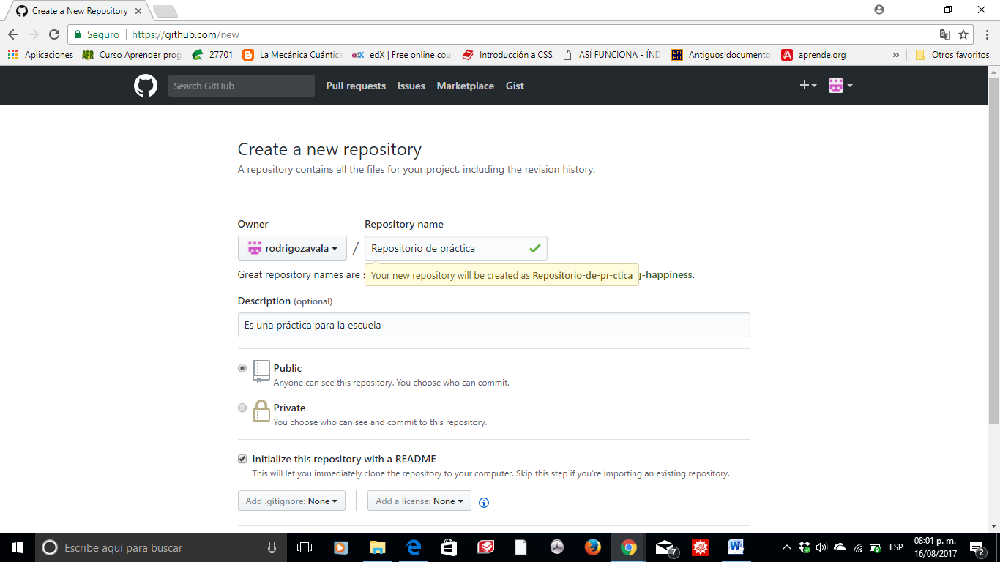 Create a New Repository
Seguro https://github.com/new
Aplicaciones Curso Aprender prog 27701 La Mecánica Cuántica edX | Free online cou Introducción a CSS ASÍ FUNCIONA - ÍND Antiguos documento aprende.org » Otros favoritos
Search GitHub Pull requests Issues Marketplace Gist
Create a new repository
A repository contains all the files for your project, including the revision history.
Owner Repository name
rodrigozavala / Repositorio de práctica
Great repository names are s g-happiness.
Your new repository will be created as Repositorio-de-pr-ctica
Description (optional)
Es una práctica para la escuela
Public
Anyone can see this repository. You choose who can commit.
Private
You choose who can see and commit to this repository.
Initialize this repository with a README
This will let you immediately clone the repository to your computer. Skip this step if you're importing an existing repository.
Add .gitignore: None Add a license: None
Escribe aquí para buscar 7 ESP 08:01 p. m. 2
16/08/2017